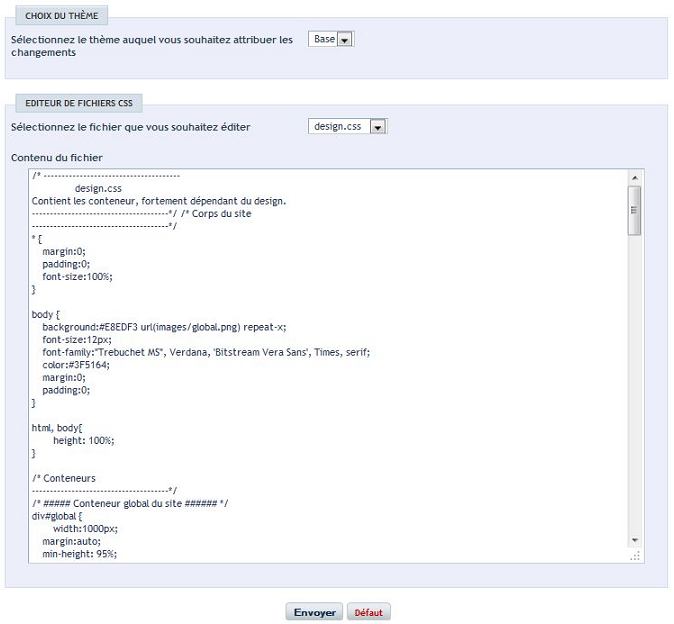 CHOIX DU THÈME
Sélectionnez le thème auquel vous souhaitez attribuer les Base
changements
EDITEUR DE FICHIERS CSS
Sélectionnez le fichier que vous souhaitez éditer design.css
Contenu du fichier
/* --------------------------------------
design.css
Contient les conteneur, fortement dépendant du design.
--------------------------------------*/ /* Corps du site
--------------------------------------*/
* {
margin:0;
padding:0;
font-size:100%;
}
body {
background:#E8EDF3 url(images/global.png) repeat-x;
font-size:12px;
font-family:"Trebuchet MS", Verdana, 'Bitstream Vera Sans', Times, serif;
color:#3F5164;
margin:0;
padding:0;
}
html, body{
height: 100%;
}
/* Conteneurs
--------------------------------------*/
/* ##### Conteneur global du site ###### */
div#global {
width:1000px;
margin:auto;
min-height: 95%;
Envoyer Défaut